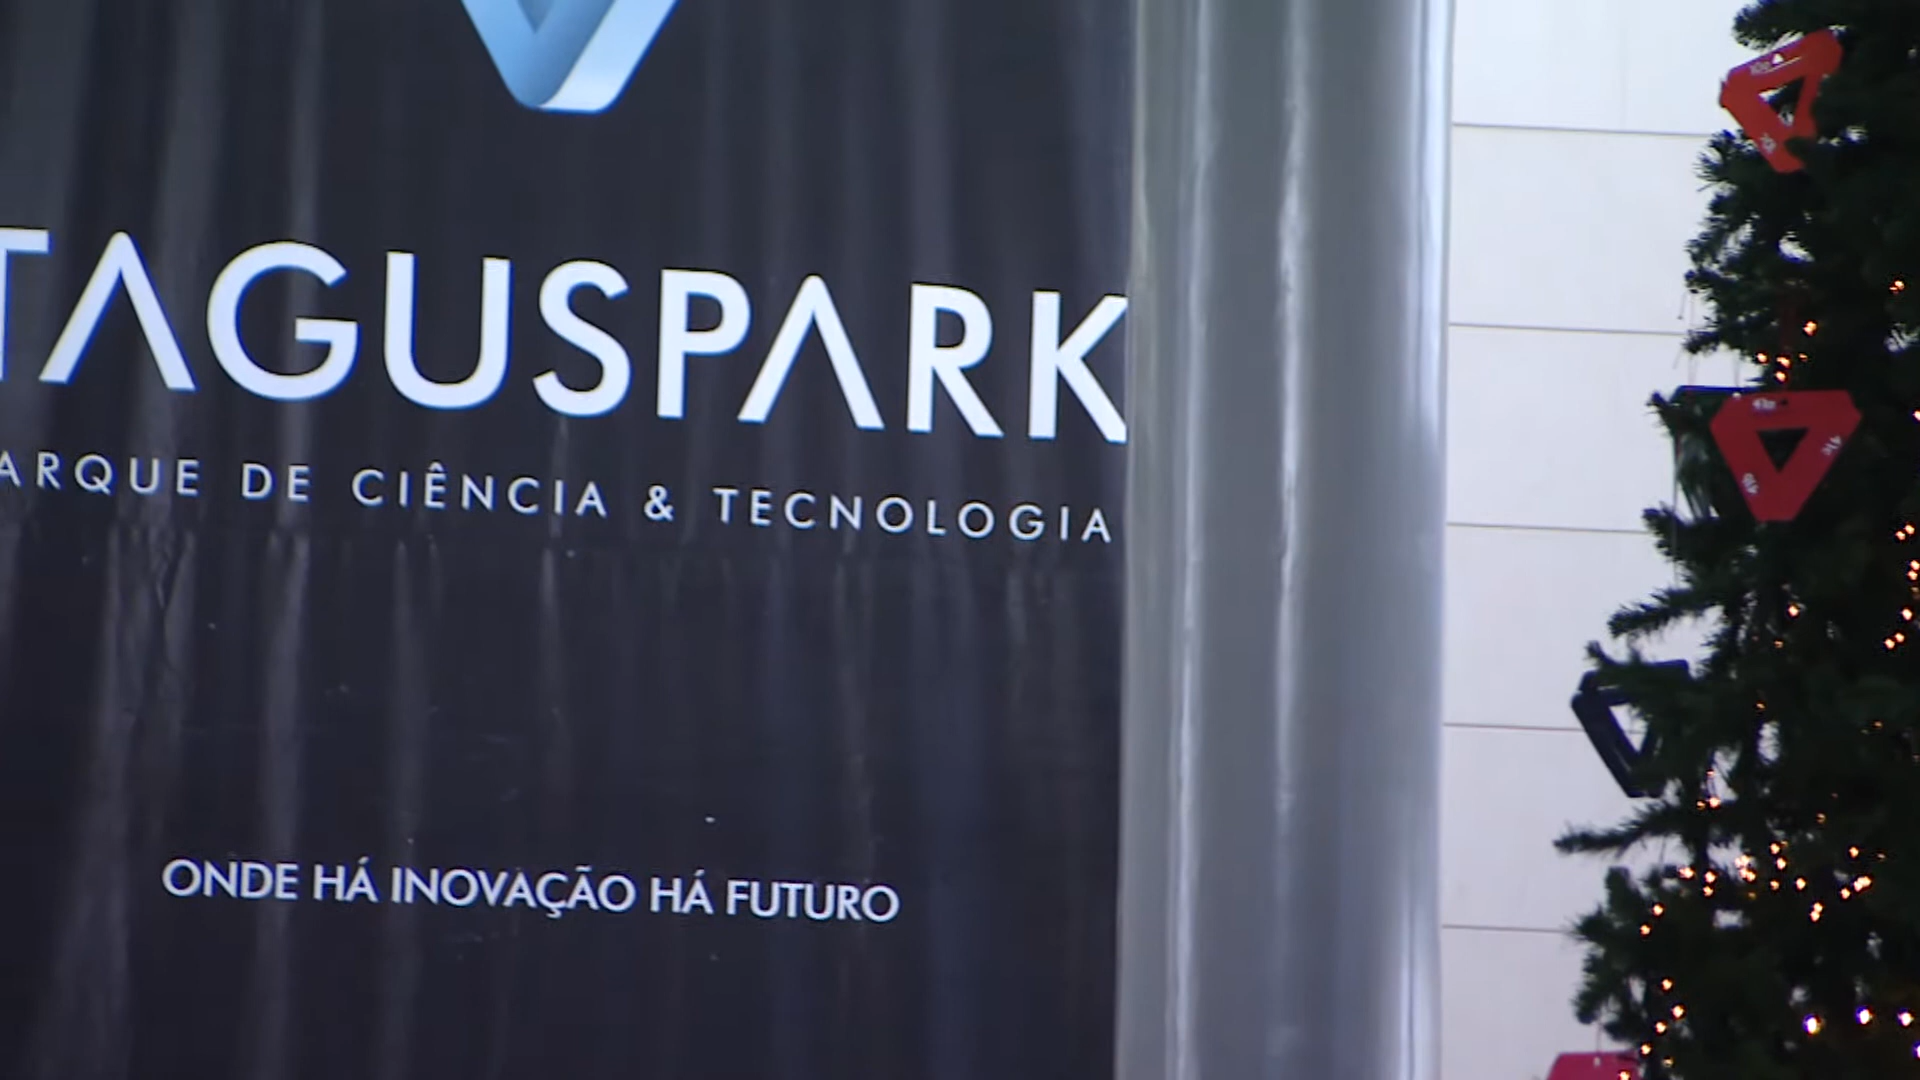 TAGUSPARK
ARQUE DE CIÊNCIA & TECNOLOGIA
ONDE HÁ INOVAÇÃO HÁ FUTURO